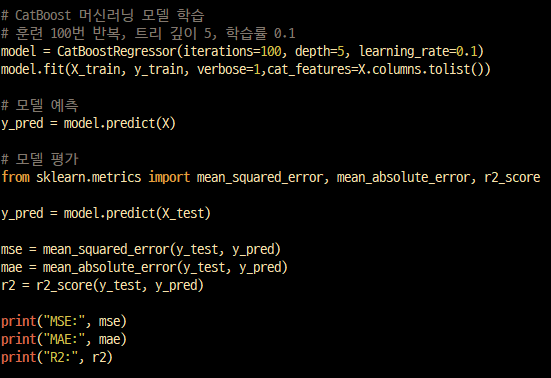 # CatBoost 머신러닝 모델 학습
# 훈련 100번 반복, 트리 깊이 5, 학습률 0.1
model = CatBoostRegressor(iterations=100, depth=5, learning_rate=0.1)
model.fit(X_train, y_train, verbose=1,cat_features=X.columns.tolist())
# 모델 예측
y_pred = model.predict(X)
# 모델 평가
from sklearn.metrics import mean_squared_error, mean_absolute_error, r2_score
y_pred = model.predict(X_test)
mse = mean_squared_error(y_test, y_pred)
mae = mean_absolute_error(y_test, y_pred)
r2 = r2_score(y_test, y_pred)
print("MSE:", mse)
print("MAE:", mae)
print("R2:", r2)